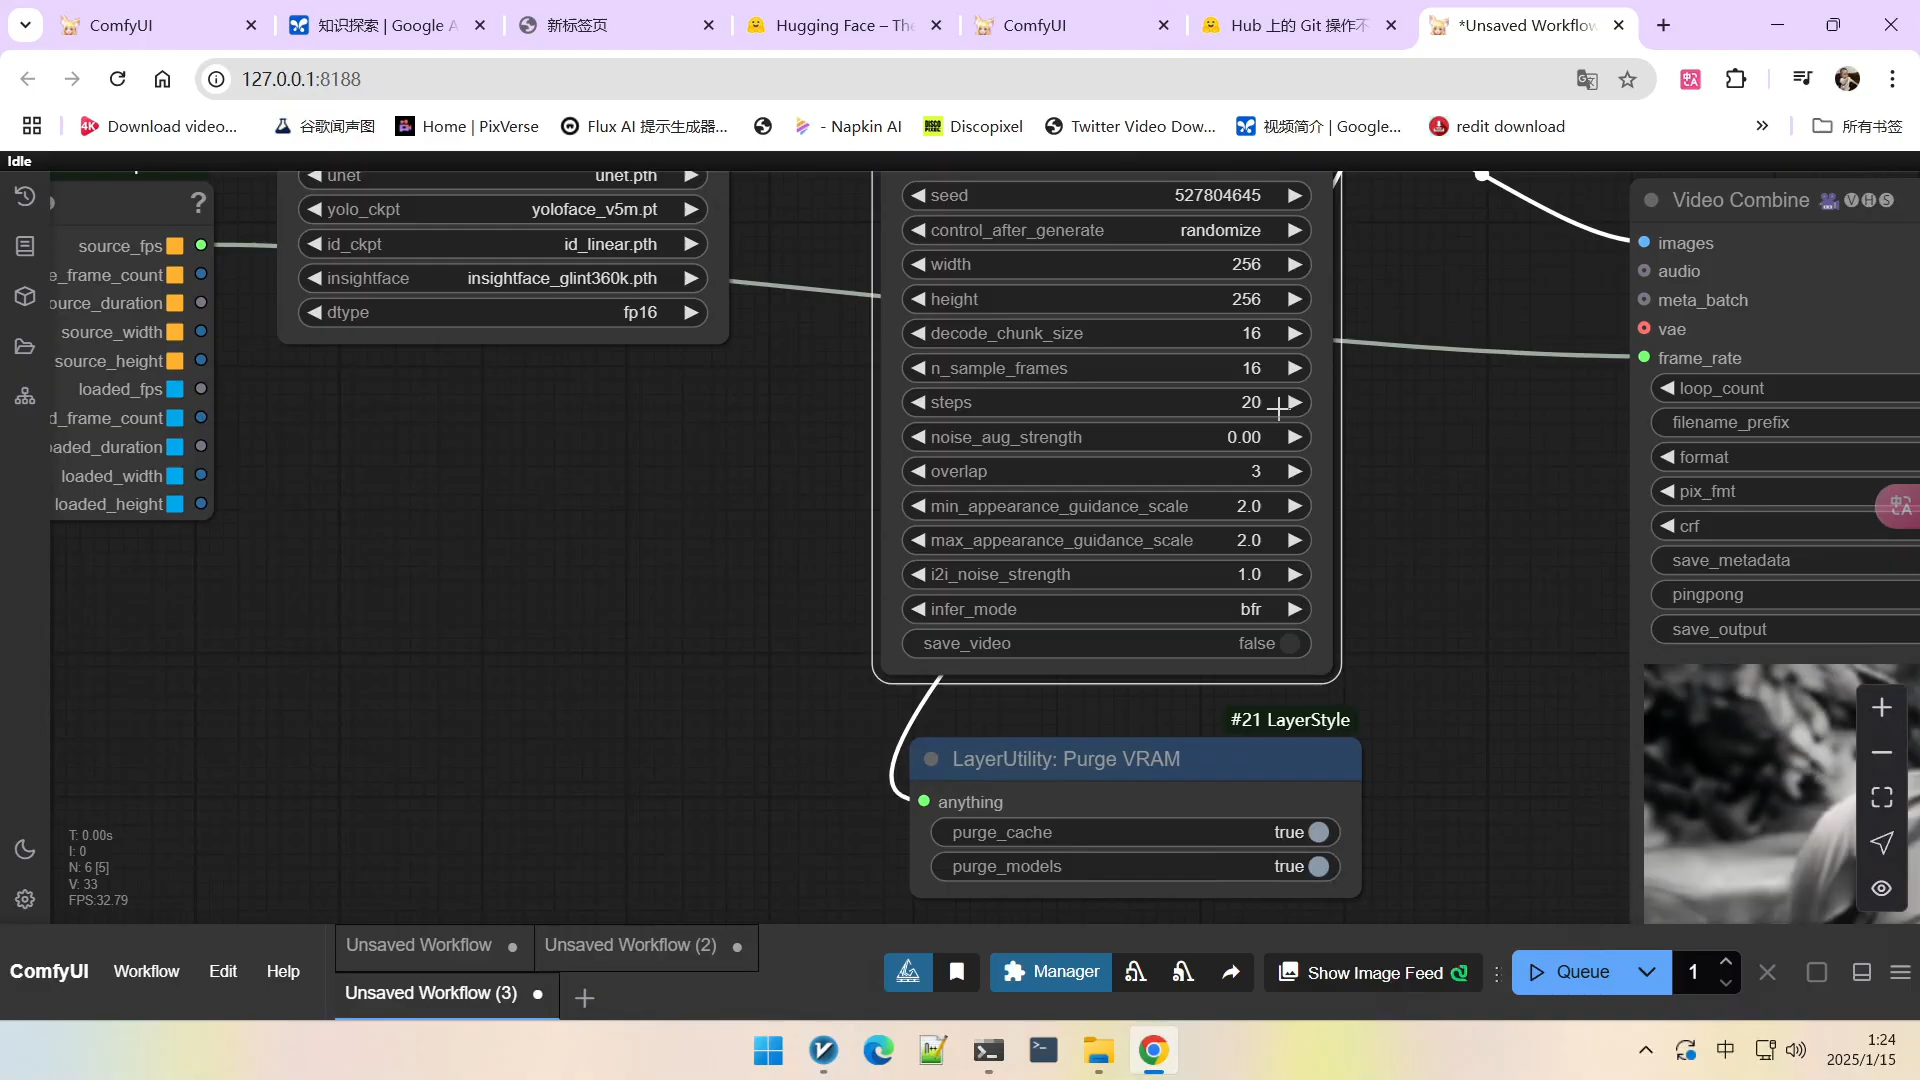 ComfyUI
知识探索 | Google A
新标签页
Hugging Face – The
ComfyUI
Hub 上的 Git 操作不
*Unsaved Workflow
127.0.0.1:8188
Download video...
谷歌闻声图
Home | PixVerse
Flux AI 提示生成器...
- Napkin AI
Discopixel
Twitter Video Dow...
视频简介 | Google...
redit download
所有书签
Idle
?
source_fps
e_frame_count
ource_duration
source_width
source_height
loaded_fps
d_frame_count
oaded_duration
loaded_width
loaded_height
unet unet.pth
yolo_ckpt yoloface_v5m.pt
id_ckpt id_linear.pth
insightface insightface_glint360k.pth
dtype fp16
seed 527804645
control_after_generate randomize
width 256
height 256
decode_chunk_size 16
n_sample_frames 16
steps 20
noise_aug_strength 0.00
overlap 3
min_appearance_guidance_scale 2.0
max_appearance_guidance_scale 2.0
i2i_noise_strength 1.0
infer_mode bfr
save_video false
#21 LayerStyle
LayerUtility: Purge VRAM
anything
purge_cache true
purge_models true
Video Combine 🎥🅥🅗🅢
images
audio
meta_batch
vae
frame_rate
loop_count
filename_prefix
format
pix_fmt
crf
save_metadata
pingpong
save_output
T: 0.00s
I: 0
N: 6 [5]
V: 33
FPS:32.79
ComfyUI
Workflow
Edit
Help
Unsaved Workflow
Unsaved Workflow (2)
Unsaved Workflow (3)
Manager
Show Image Feed
Queue
1
中
1:24
2025/1/15